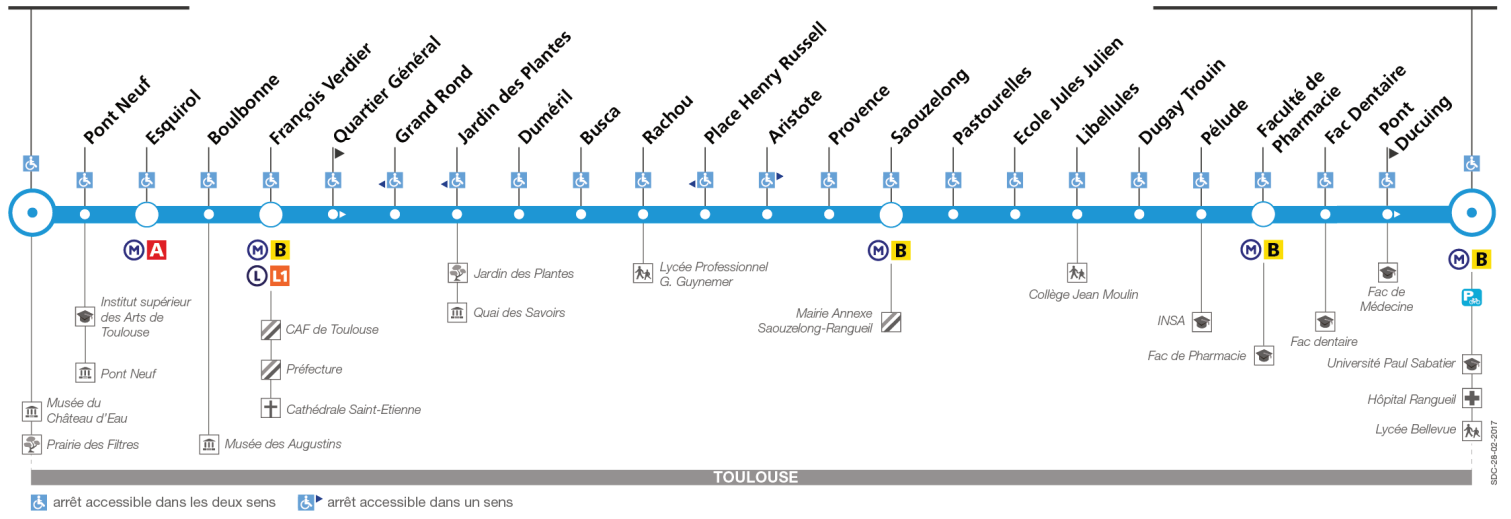 Pont Neuf
Esquirol
Boulbonne
François Verdier
Quartier Général
Grand Rond
Jardin des Plantes
Duméril
Busca
Rachou
Place Henry Russell
Aristote
Provence
Saouzelong
Pastourelles
Ecole Jules Julien
Libellules
Dugay Trouin
Pélude
Faculté de
Pharmacie
Fac Dentaire
Pont
Ducuing
M A
M B
L L1
M B
M B
M B
P
Jardin des Plantes
Quai des Savoirs
Lycée Professionnel
G. Guynemer
Mairie Annexe
Saouzelong-Rangueil
Collège Jean Moulin
INSA
Fac de Pharmacie
Fac dentaire
Fac de
Médecine
Université Paul Sabatier
Hôpital Rangueil
Lycée Bellevue
Institut supérieur
des Arts de
Toulouse
Pont Neuf
CAF de Toulouse
Préfecture
Cathédrale Saint-Etienne
Musée du
Château d'Eau
Prairie des Filtres
Musée des Augustins
TOULOUSE
arrêt accessible dans les deux sens
arrêt accessible dans un sens
SDC-28-02-2017